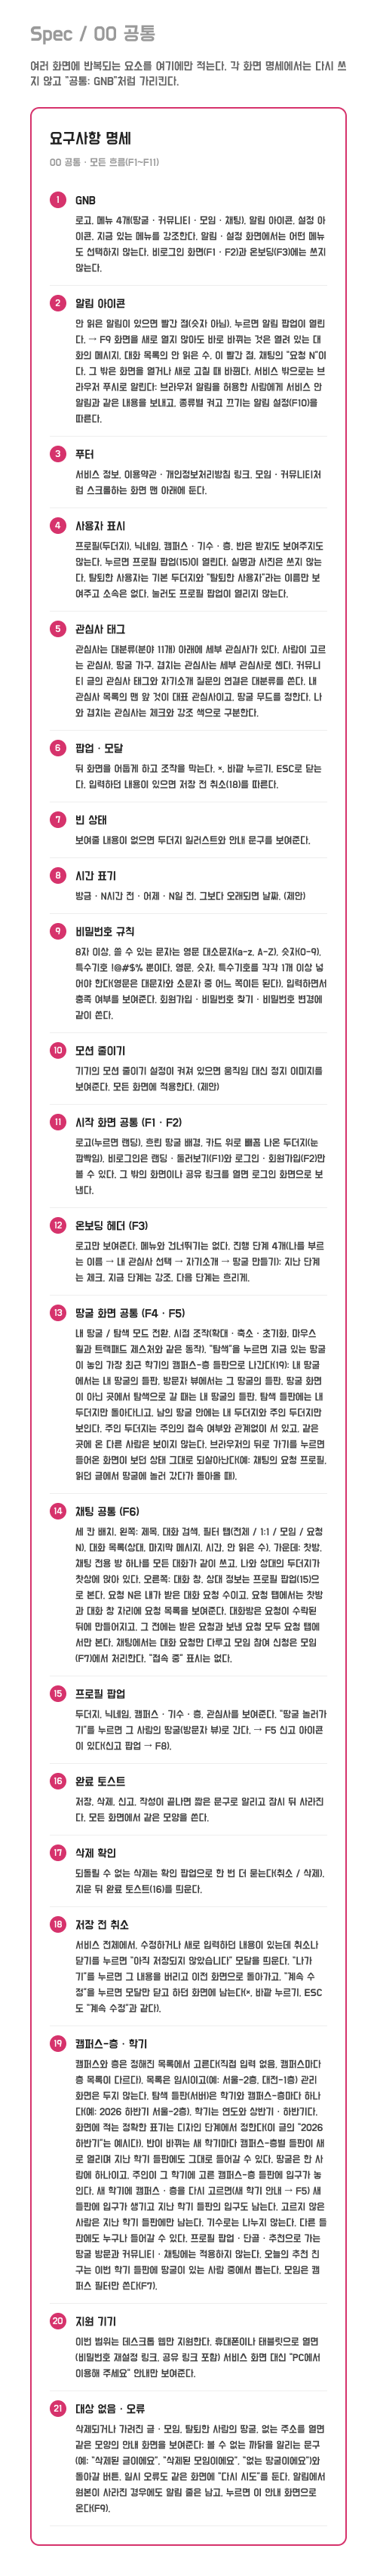 Spec / 00 공통
여러 화면에 반복되는 요소를 여기에만 적는다. 각 화면 명세에서는 다시 쓰
지 않고 "공통: GNB"처럼 가리킨다.
요구사항 명세
00 공통 · 모든 흐름(F1~F11)
1 GNB
로고, 메뉴 4개(땅굴 · 커뮤니티 · 모임 · 채팅), 알림 아이콘, 설정 아
이콘. 지금 있는 메뉴를 강조한다. 알림 · 설정 화면에서는 어떤 메뉴
도 선택하지 않는다. 비로그인 화면(F1 · F2)과 온보딩(F3)에는 쓰지
않는다.
2 알림 아이콘
안 읽은 알림이 있으면 빨간 점(숫자 아님). 누르면 알림 팝업이 열린
다. → F9 화면을 새로 열지 않아도 바로 바뀌는 것은 열려 있는 대
화의 메시지, 대화 목록의 안 읽은 수, 이 빨간 점, 채팅의 "요청 N"이
다. 그 밖은 화면을 열거나 새로 고칠 때 바뀐다. 서비스 밖으로는 브
라우저 푸시로 알린다: 브라우저 알림을 허용한 사람에게 서비스 안
알림과 같은 내용을 보내고, 종류별 켜고 끄기는 알림 설정(F10)을
따른다.
3 푸터
서비스 정보, 이용약관 · 개인정보처리방침 링크. 모임 · 커뮤니티처
럼 스크롤하는 화면 맨 아래에 둔다.
4 사용자 표시
프로필(두더지), 닉네임, 캠퍼스 · 기수 · 층. 반은 받지도 보여주지도
않는다. 누르면 프로필 팝업(15)이 열린다. 실명과 사진은 쓰지 않는
다. 탈퇴한 사용자는 기본 두더지와 "탈퇴한 사용자"라는 이름만 보
여주고 소속은 없다. 눌러도 프로필 팝업이 열리지 않는다.
5 관심사 태그
관심사는 대분류(분야 11개) 아래에 세부 관심사가 있다. 사람이 고르
는 관심사, 땅굴 가구, 겹치는 관심사는 세부 관심사로 센다. 커뮤니
티 글의 관심사 태그와 자기소개 질문의 연결은 대분류를 쓴다. 내
관심사 목록의 맨 앞 것이 대표 관심사이고, 땅굴 무드를 정한다. 나
와 겹치는 관심사는 체크와 강조 색으로 구분한다.
6 팝업 · 모달
뒤 화면을 어둡게 하고 조작을 막는다. ×, 바깥 누르기, ESC로 닫는
다. 입력하던 내용이 있으면 저장 전 취소(18)를 따른다.
7 빈 상태
보여줄 내용이 없으면 두더지 일러스트와 안내 문구를 보여준다.
8 시간 표기
방금 · N시간 전 · 어제 · N일 전, 그보다 오래되면 날짜. (제안)
9 비밀번호 규칙
8자 이상. 쓸 수 있는 문자는 영문 대소문자(a-z, A-Z), 숫자(0-9),
특수기호 !@#$% 뿐이다. 영문, 숫자, 특수기호를 각각 1개 이상 넣
어야 한다(영문은 대문자와 소문자 중 어느 쪽이든 된다). 입력하면서
충족 여부를 보여준다. 회원가입 · 비밀번호 찾기 · 비밀번호 변경에
같이 쓴다.
10 모션 줄이기
기기의 모션 줄이기 설정이 켜져 있으면 움직임 대신 정지 이미지를
보여준다. 모든 화면에 적용한다. (제안)
11 시작 화면 공통 (F1 · F2)
로고(누르면 랜딩), 흐린 땅굴 배경, 카드 위로 빼꼼 나온 두더지(눈
깜빡임). 비로그인은 랜딩 · 둘러보기(F1)와 로그인 · 회원가입(F2)만
볼 수 있다. 그 밖의 화면이나 공유 링크를 열면 로그인 화면으로 보
낸다.
12 온보딩 헤더 (F3)
로고만 보여준다. 메뉴와 건너뛰기는 없다. 진행 단계 4개(나를 부르
는 이름 → 내 관심사 선택 → 자기소개 → 땅굴 만들기): 지난 단계
는 체크, 지금 단계는 강조, 다음 단계는 흐리게.
13 땅굴 화면 공통 (F4 · F5)
내 땅굴 / 탐색 모드 전환, 시점 조작(확대 · 축소 · 초기화, 마우스
휠과 트랙패드 제스처와 같은 동작). "탐색"을 누르면 지금 있는 땅굴
이 놓인 가장 최근 학기의 캠퍼스-층 들판으로 나간다(19): 내 땅굴
에서는 내 땅굴의 들판, 방문자 뷰에서는 그 땅굴의 들판. 땅굴 화면
이 아닌 곳에서 탐색으로 갈 때는 내 땅굴의 들판. 탐색 들판에는 내
두더지만 돌아다니고, 남의 땅굴 안에는 내 두더지와 주인 두더지만
보인다. 주인 두더지는 주인의 접속 여부와 관계없이 서 있고, 같은
곳에 온 다른 사람은 보이지 않는다. 브라우저의 뒤로 가기를 누르면
들어온 화면이 보던 상태 그대로 되살아난다(예: 채팅의 요청 프로필,
읽던 글에서 땅굴에 놀러 갔다가 돌아올 때).
14 채팅 공통 (F6)
세 칸 배치. 왼쪽: 제목, 대화 검색, 필터 탭(전체 / 1:1 / 모임 / 요청
N), 대화 목록(상대, 마지막 메시지, 시간, 안 읽은 수). 가운데: 찻방.
채팅 전용 방 하나를 모든 대화가 같이 쓰고, 나와 상대의 두더지가
찻상에 앉아 있다. 오른쪽: 대화 창. 상대 정보는 프로필 팝업(15)으
로 본다. 요청 N은 내가 받은 대화 요청 수이고, 요청 탭에서는 찻방
과 대화 창 자리에 요청 목록을 보여준다. 대화방은 요청이 수락된
뒤에 만들어지고, 그 전에는 받은 요청과 보낸 요청 모두 요청 탭에
서만 본다. 채팅에서는 대화 요청만 다루고 모임 참여 신청은 모임
(F7)에서 처리한다. "접속 중" 표시는 없다.
15 프로필 팝업
두더지, 닉네임, 캠퍼스 · 기수 · 층, 관심사를 보여준다. "땅굴 놀러가
기"를 누르면 그 사람의 땅굴(방문자 뷰)로 간다. → F5 신고 아이콘
이 있다(신고 팝업 → F8).
16 완료 토스트
저장, 삭제, 신고, 작성이 끝나면 짧은 문구로 알리고 잠시 뒤 사라진
다. 모든 화면에서 같은 모양을 쓴다.
17 삭제 확인
되돌릴 수 없는 삭제는 확인 팝업으로 한 번 더 묻는다(취소 / 삭제).
지운 뒤 완료 토스트(16)를 띄운다.
18 저장 전 취소
서비스 전체에서, 수정하거나 새로 입력하던 내용이 있는데 취소나
닫기를 누르면 "아직 저장되지 않았습니다" 모달을 띄운다. "나가
기"를 누르면 그 내용을 버리고 이전 화면으로 돌아가고, "계속 수
정"을 누르면 모달만 닫고 하던 화면에 남는다(×, 바깥 누르기, ESC
도 "계속 수정"과 같다).
19 캠퍼스-층 · 학기
캠퍼스와 층은 정해진 목록에서 고른다(직접 입력 없음, 캠퍼스마다
층 목록이 다르다). 목록은 임시이고(예: 서울-2층, 대전-1층) 관리
화면은 두지 않는다. 탐색 들판(서버)은 학기와 캠퍼스-층마다 하나
다(예: 2026 하반기 서울-2층). 학기는 연도와 상반기 · 하반기다.
화면에 적는 정확한 표기는 디자인 단계에서 정한다(이 글의 "2026
하반기"는 예시다). 반이 바뀌는 새 학기마다 캠퍼스-층별 들판이 새
로 열리며 지난 학기 들판에도 그대로 들어갈 수 있다. 땅굴은 한 사
람에 하나이고, 주인이 그 학기에 고른 캠퍼스-층 들판에 입구가 놓
인다. 새 학기에 캠퍼스 · 층을 다시 고르면(새 학기 안내 → F5) 새
들판에 입구가 생기고 지난 학기 들판의 입구도 남는다. 고르지 않은
사람은 지난 학기 들판에만 남는다. 기수로는 나누지 않는다. 다른 들
판에도 누구나 들어갈 수 있다. 프로필 팝업 · 단골 · 추천으로 가는
땅굴 방문과 커뮤니티 · 채팅에는 적용하지 않는다. 오늘의 추천 친
구는 이번 학기 들판에 땅굴이 있는 사람 중에서 뽑는다. 모임은 캠
퍼스 필터만 쓴다(F7).
20 지원 기기
이번 범위는 데스크톱 웹만 지원한다. 휴대폰이나 태블릿으로 열면
(비밀번호 재설정 링크, 공유 링크 포함) 서비스 화면 대신 "PC에서
이용해 주세요" 안내만 보여준다.
21 대상 없음 · 오류
삭제되거나 가려진 글 · 모임, 탈퇴한 사람의 땅굴, 없는 주소를 열면
같은 모양의 안내 화면을 보여준다: 볼 수 없는 까닭을 알리는 문구
(예: "삭제된 글이에요", "삭제된 모임이에요", "없는 땅굴이에요")와
돌아갈 버튼. 일시 오류도 같은 화면에 "다시 시도"를 둔다. 알림에서
원본이 사라진 경우에도 알림 줄은 남고, 누르면 이 안내 화면으로
온다(F9).